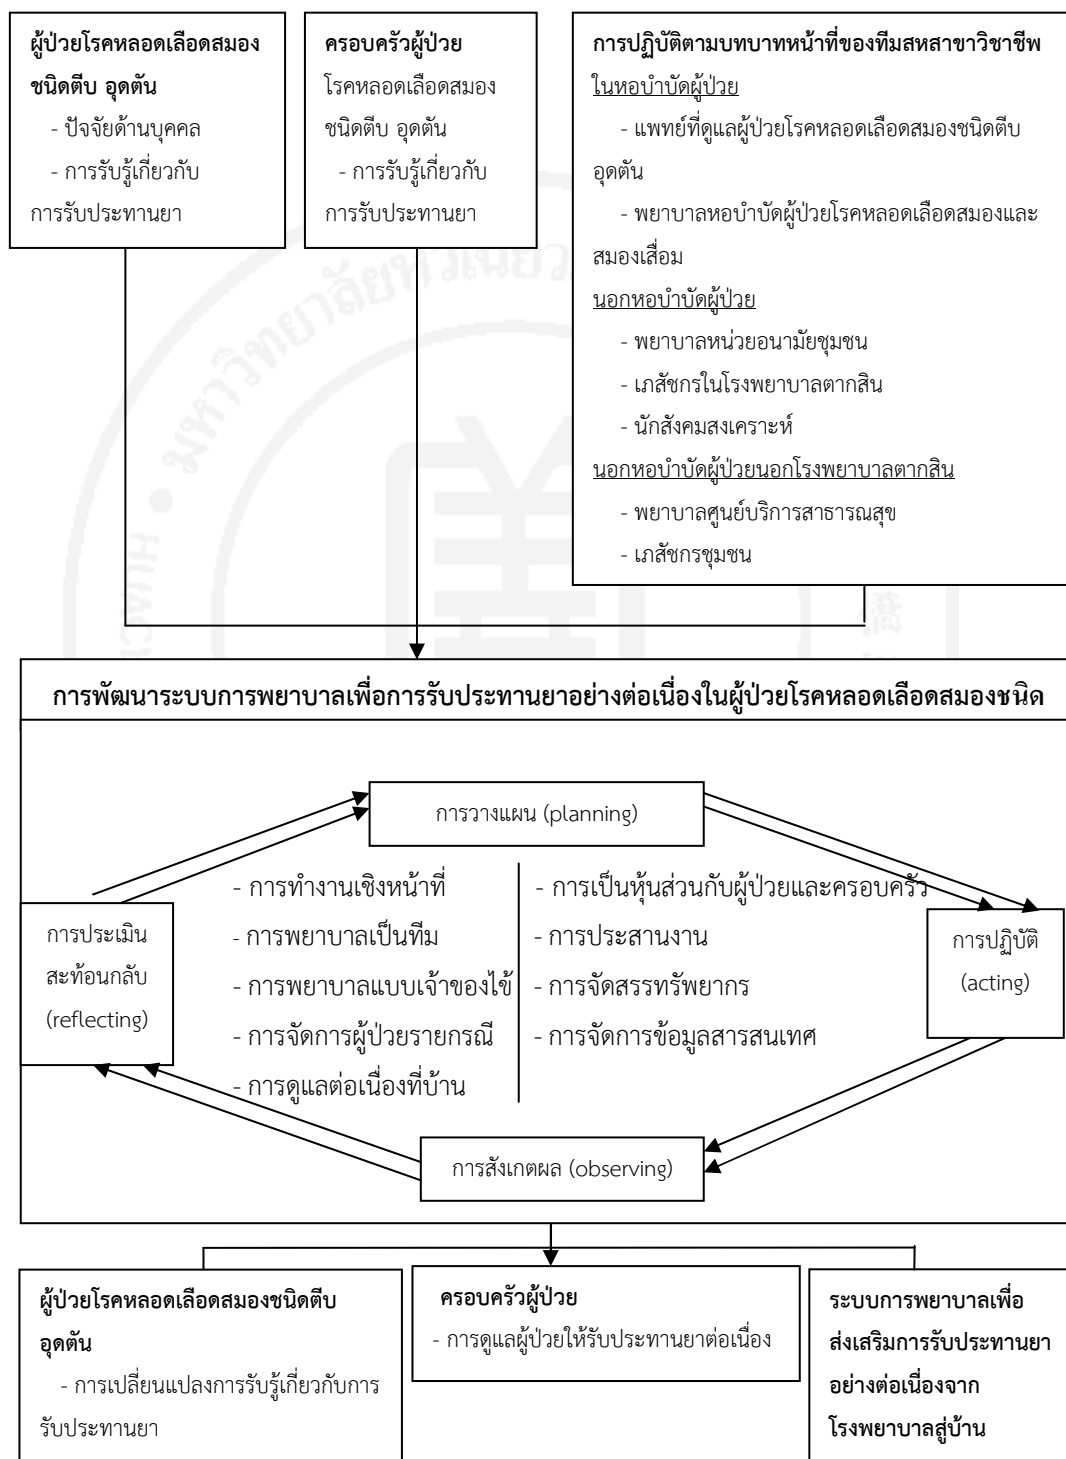 ผู้ป่วยโรคหลอดเลือดสมอง
ชนิดตีบ อุดตัน
- ปัจจัยด้านบุคคล
- การรับรู้เกี่ยวกับ
การรับประทานยา
ครอบครัวผู้ป่วย
โรคหลอดเลือดสมอง
ชนิดตีบ อุดตัน
- การรับรู้เกี่ยวกับ
การรับประทานยา
การปฏิบัติตามบทบาทหน้าที่ของทีมสหสาขาวิชาชีพ
ในหอบำบัดผู้ป่วย
- แพทย์ที่ดูแลผู้ป่วยโรคหลอดเลือดสมองชนิดตีบ
อุดตัน
- พยาบาลหอบำบัดผู้ป่วยโรคหลอดเลือดสมองและ
สมองเสื่อม
นอกหอบำบัดผู้ป่วย
- พยาบาลหน่วยอนามัยชุมชน
- เภสัชกรในโรงพยาบาลตากสิน
- นักสังคมสงเคราะห์
นอกหอบำบัดผู้ป่วยนอกโรงพยาบาลตากสิน
- พยาบาลศูนย์บริการสาธารณสุข
- เภสัชกรชุมชน
การพัฒนาระบบการพยาบาลเพื่อการรับประทานยาอย่างต่อเนื่องในผู้ป่วยโรคหลอดเลือดสมองชนิด
การวางแผน (planning)
- การทำงานเชิงหน้าที่
- การพยาบาลเป็นทีม
- การพยาบาลแบบเจ้าของไข้
- การจัดการผู้ป่วยรายกรณี
- การดูแลต่อเนื่องที่บ้าน
- การเป็นหุ้นส่วนกับผู้ป่วยและครอบครัว
- การประสานงาน
- การจัดสรรทรัพยากร
- การจัดการข้อมูลสารสนเทศ
การประเมิน
สะท้อนกลับ
(reflecting)
การปฏิบัติ
(acting)
การสังเกตผล (observing)
ผู้ป่วยโรคหลอดเลือดสมองชนิดตีบ
อุดตัน
- การเปลี่ยนแปลงการรับรู้เกี่ยวกับการ
รับประทานยา
ครอบครัวผู้ป่วย
- การดูแลผู้ป่วยให้รับประทานยาต่อเนื่อง
ระบบการพยาบาลเพื่อ
ส่งเสริมการรับประทานยา
อย่างต่อเนื่องจาก
โรงพยาบาลสู่บ้าน